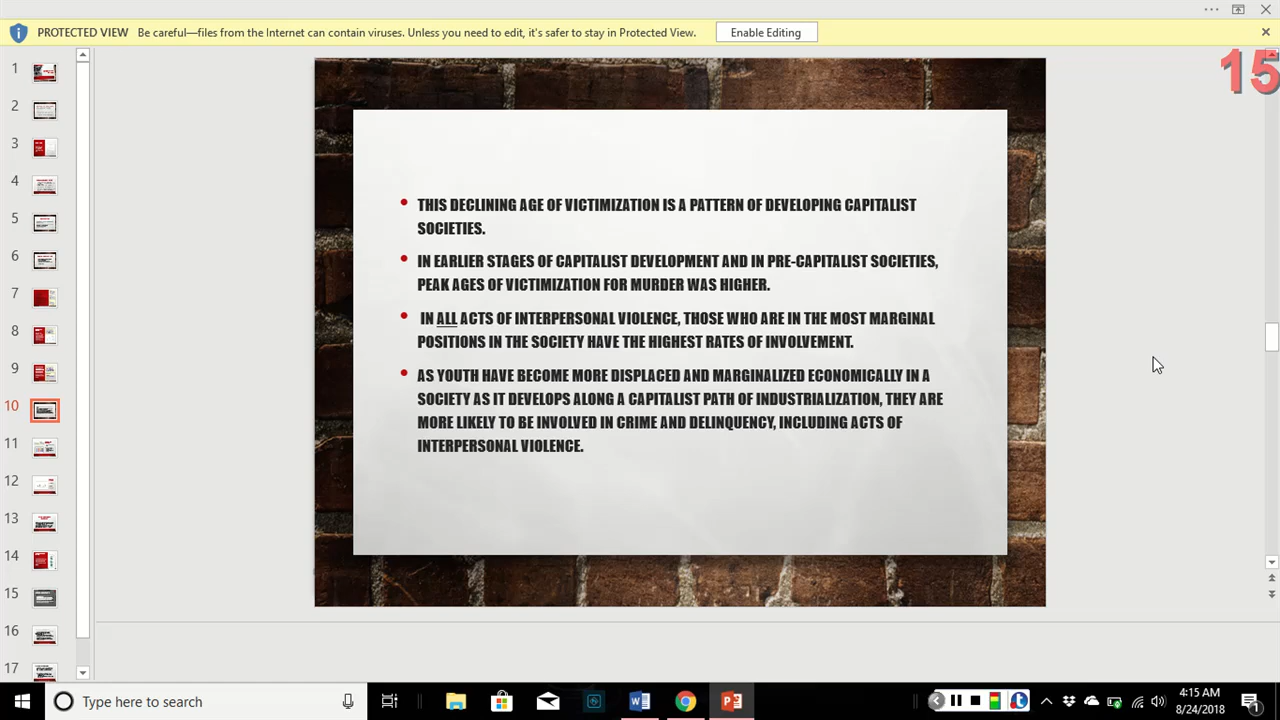 PROTECTED VIEW Be careful—files from the Internet can contain viruses. Unless you need to edit, it's safer to stay in Protected View. Enable Editing
15
1
2
3
4
5
6
7
8
9
10
11
12
13
14
15
16
17
• THIS DECLINING AGE OF VICTIMIZATION IS A PATTERN OF DEVELOPING CAPITALIST
SOCIETIES.
• IN EARLIER STAGES OF CAPITALIST DEVELOPMENT AND IN PRE-CAPITALIST SOCIETIES,
PEAK AGES OF VICTIMIZATION FOR MURDER WAS HIGHER.
• IN ALL ACTS OF INTERPERSONAL VIOLENCE, THOSE WHO ARE IN THE MOST MARGINAL
POSITIONS IN THE SOCIETY HAVE THE HIGHEST RATES OF INVOLVEMENT.
• AS YOUTH HAVE BECOME MORE DISPLACED AND MARGINALIZED ECONOMICALLY IN A
SOCIETY AS IT DEVELOPS ALONG A CAPITALIST PATH OF INDUSTRIALIZATION, THEY ARE
MORE LIKELY TO BE INVOLVED IN CRIME AND DELINQUENCY, INCLUDING ACTS OF
INTERPERSONAL VIOLENCE.
Type here to search
4:15 AM
8/24/2018
1